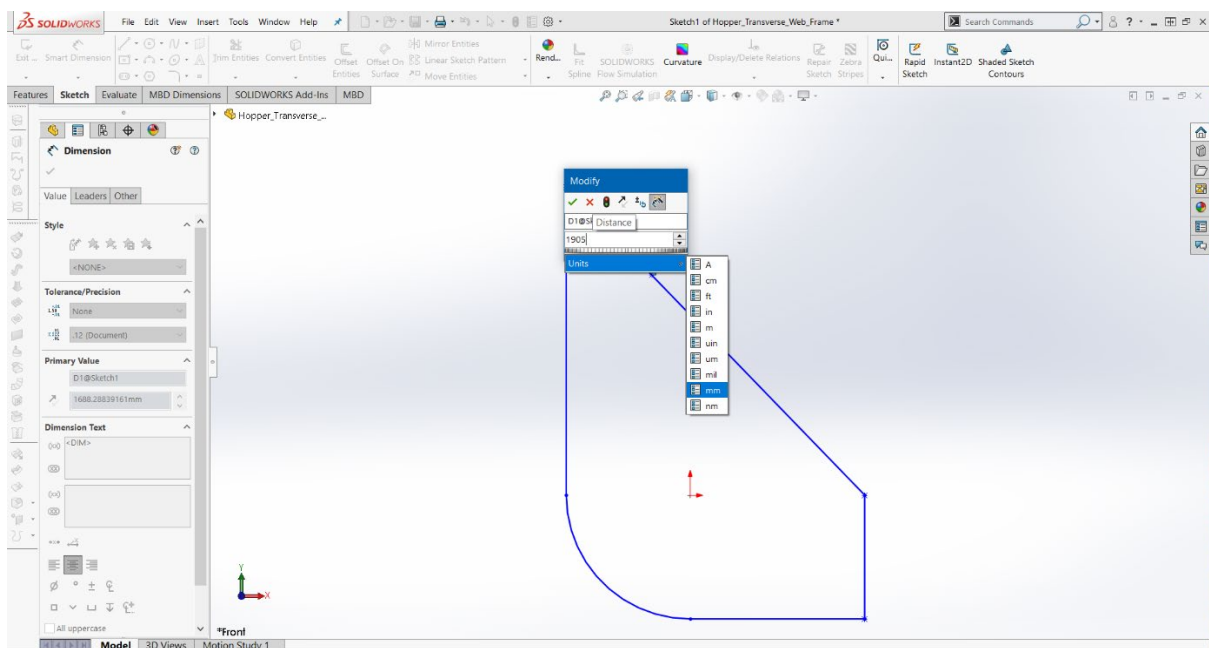 SOLIDWORKS File Edit View Insert Tools Window Help Sketch1 of Hopper_Transverse_Web_Frame * Search Commands ?
Exit ... Smart Dimension Trim Entities Convert Entities Offset Entities Offset On Surface Mirror Entities Linear Sketch Pattern Move Entities Rend... Fit Spline SOLIDWORKS Flow Simulation Curvature Display/Delete Relations Repair Sketch Zebra Stripes Qui... Rapid Sketch Instant2D Shaded Sketch Contours
Features Sketch Evaluate MBD Dimensions SOLIDWORKS Add-Ins MBD
Hopper_Transverse_...
Dimension
Value Leaders Other
Style
<NONE>
Tolerance/Precision
None
.12 (Document)
Primary Value
D1@Sketch1
1688.28839161mm
Dimension Text
<DIM>
All uppercase
Modify
D1@Sk Distance
1905
Units
A
cm
ft
in
m
uin
um
mil
mm
nm
Y
X
*Front
Model 3D Views Motion Study 1